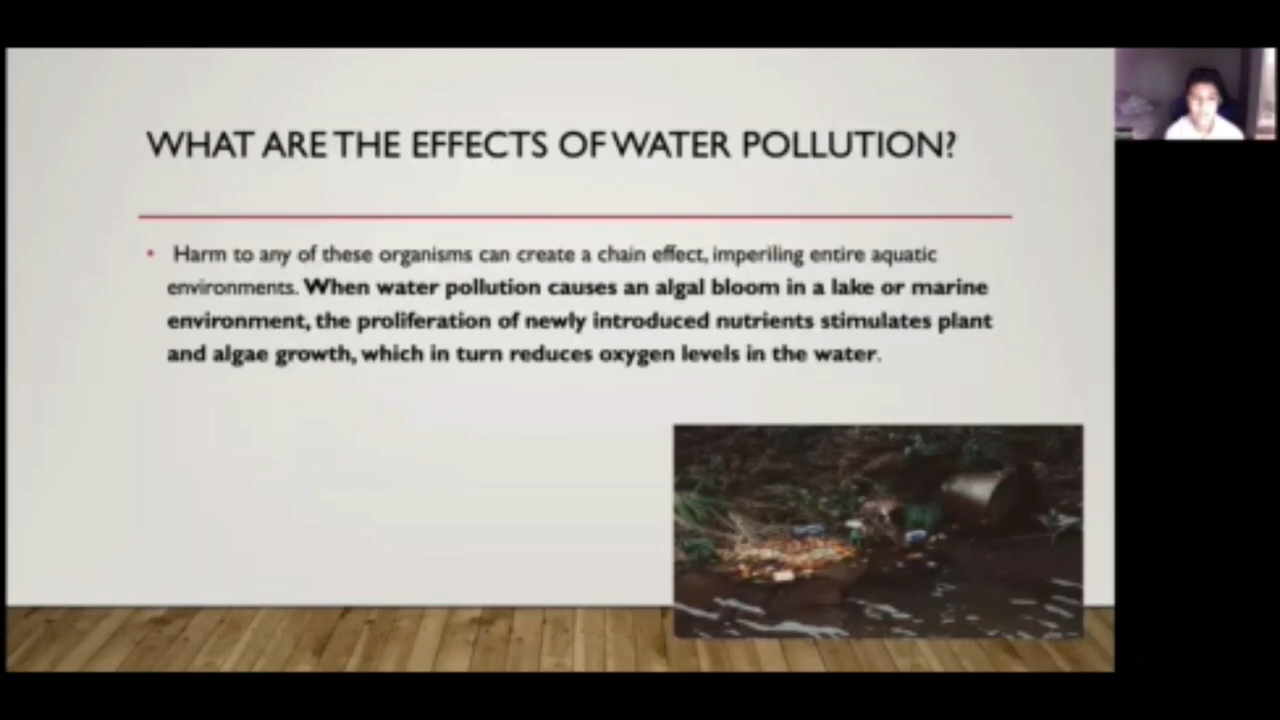 WHAT ARE THE EFFECTS OF WATER POLLUTION?
• Harm to any of these organisms can create a chain effect, imperiling entire aquatic
environments. When water pollution causes an algal bloom in a lake or marine
environment, the proliferation of newly introduced nutrients stimulates plant
and algae growth, which in turn reduces oxygen levels in the water.